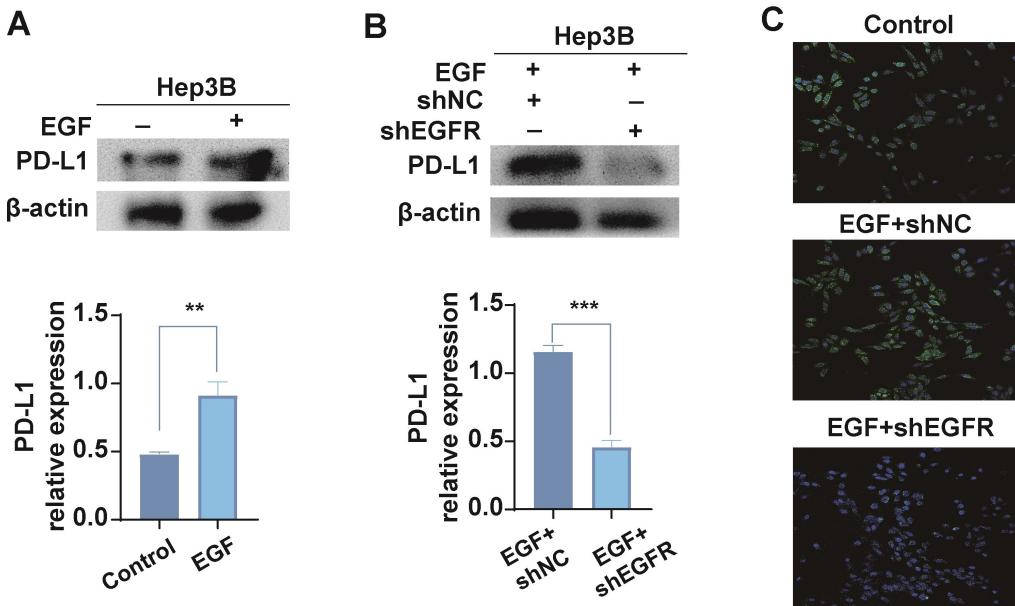 A
Hep3B
EGF – +
PD-L1
β-actin
1.5
1.0
0.5
0.0
PD-L1
relative expression
**
Control
EGF
B
Hep3B
EGF + +
shNC + –
shEGFR – +
PD-L1
β-actin
1.5
1.0
0.5
0.0
PD-L1
relative expression
***
EGF+
shNC
EGF+
shEGFR
C
Control
EGF+shNC
EGF+shEGFR